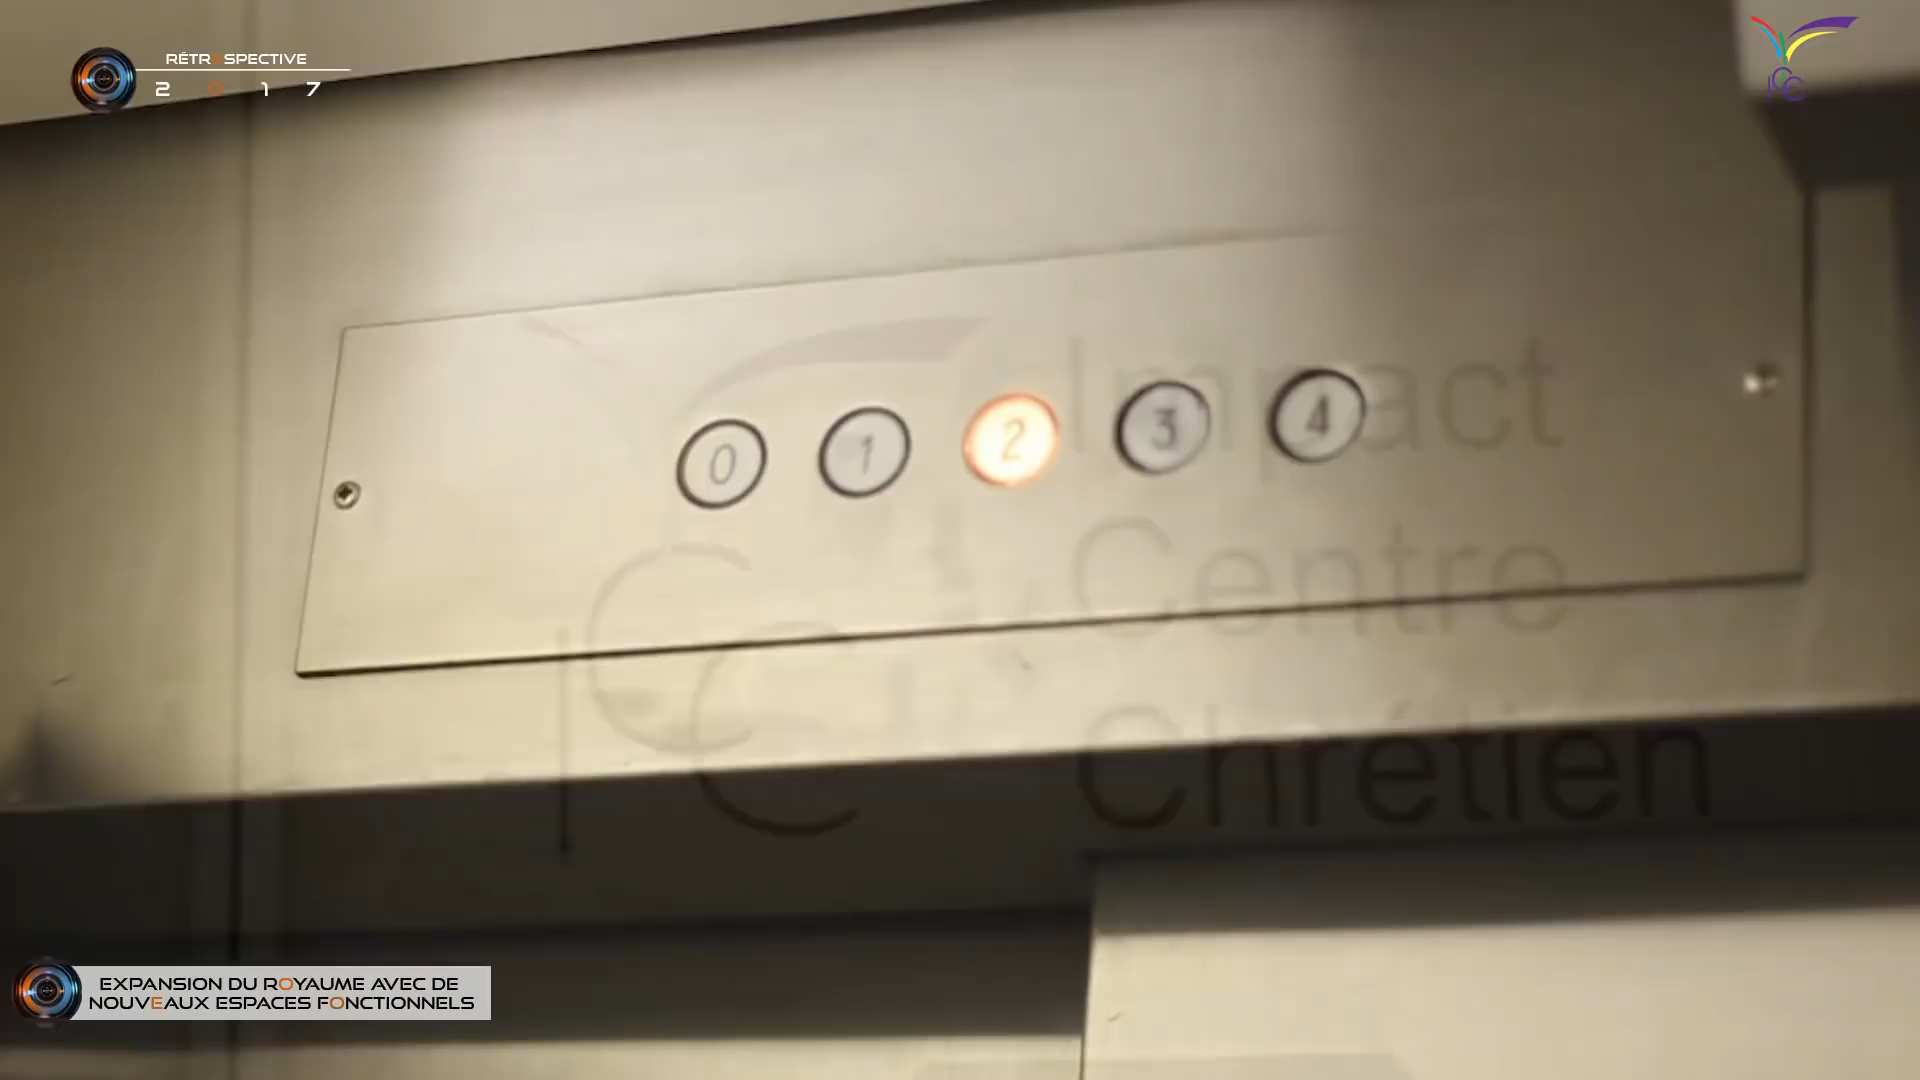 RÉTROSPECTIVE
2 0 1 7
ICC
0 1 2 3 4
Impact
Centre
Chrétien
ICC
EXPANSION DU ROYAUME AVEC DE
NOUVEAUX ESPACES FONCTIONNELS